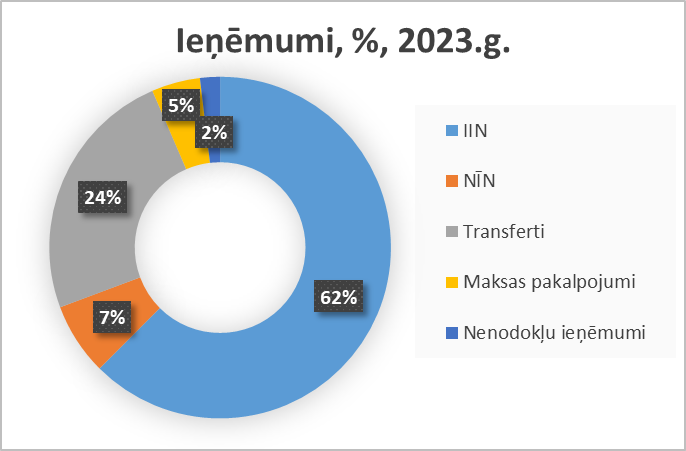 Ieņēmumi, %, 2023.g.
5%
2%
24%
62%
7%
IIN
NĪN
Transferti
Maksas pakalpojumi
Nenodokļu ieņēmumi